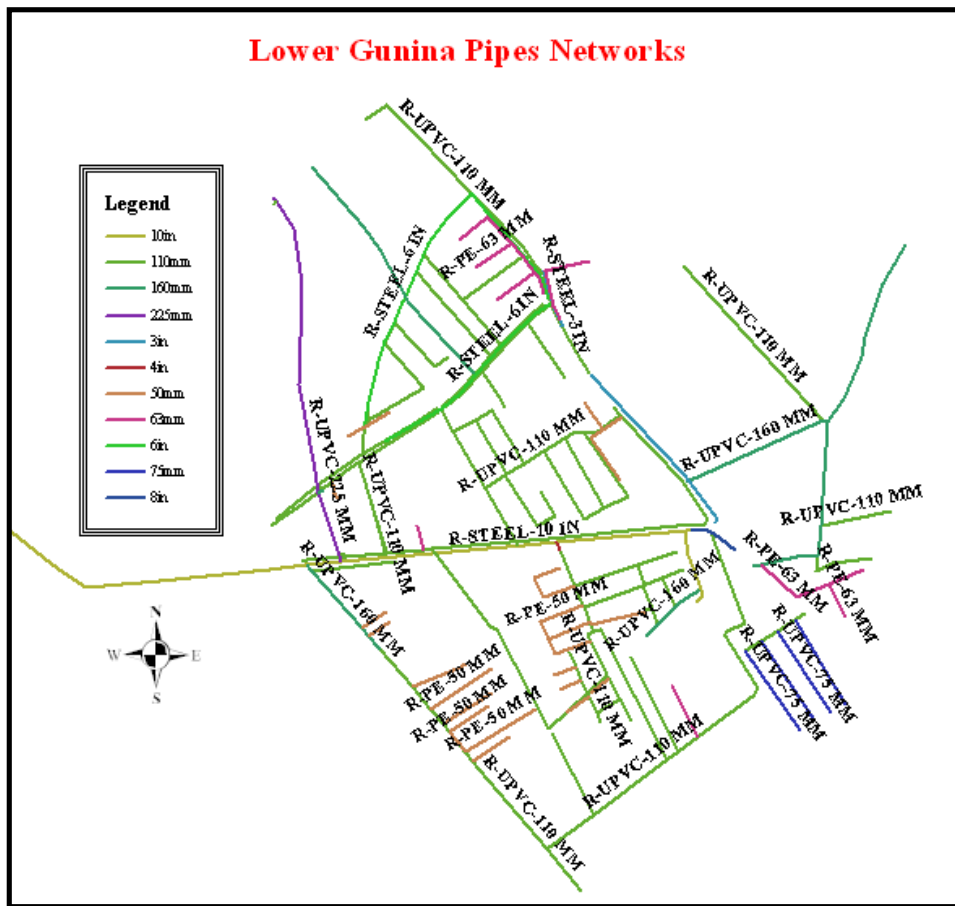 Lower Gunina Pipes Networks
Legend
10in
110mm
160mm
225mm
3in
4in
50mm
63mm
6in
75mm
8in
N
W
E
S
R-UPVC-110 MM
R-PE-63 MM
R-STEEL-6 IN
R-STEEL-3 IN
R-STEEL-6 IN
R-UPVC-110 MM
R-UPVC-160 MM
R-UPVC-110 MM
R-UPVC-225 MM
R-UPVC-110 MM
R-STEEL-10 IN
R-UPVC-110 MM
R-UPVC-160 MM
R-PE-50 MM
R-UPVC-160 MM
R-PE-63 MM
R-PE-63 MM
R-UPVC-110 MM
R-UPVC-75 MM
R-UPVC-75 MM
R-PE-50 MM
R-PE-50 MM
R-PE-50 MM
R-UPVC-110 MM
R-UPVC-110 MM